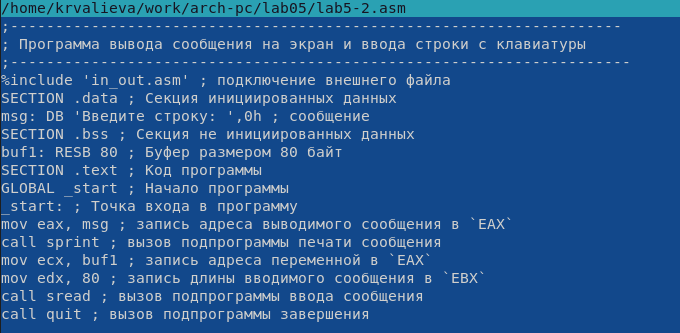 /home/krvalieva/work/arch-pc/lab05/lab5-2.asm
;--------------------------------------------------------------------
; Программа вывода сообщения на экран и ввода строки с клавиатуры
;---------------------------------------------------------------------
%include 'in_out.asm' ; подключение внешнего файла
SECTION .data ; Секция инициированных данных
msg: DB 'Введите строку: ',0h ; сообщение
SECTION .bss ; Секция не инициированных данных
buf1: RESB 80 ; Буфер размером 80 байт
SECTION .text ; Код программы
GLOBAL _start ; Начало программы
_start: ; Точка входа в программу
mov eax, msg ; запись адреса выводимого сообщения в `EAX`
call sprint ; вызов подпрограммы печати сообщения
mov ecx, buf1 ; запись адреса переменной в `EAX`
mov edx, 80 ; запись длины вводимого сообщения в `EBX`
call sread ; вызов подпрограммы ввода сообщения
call quit ; вызов подпрограммы завершения